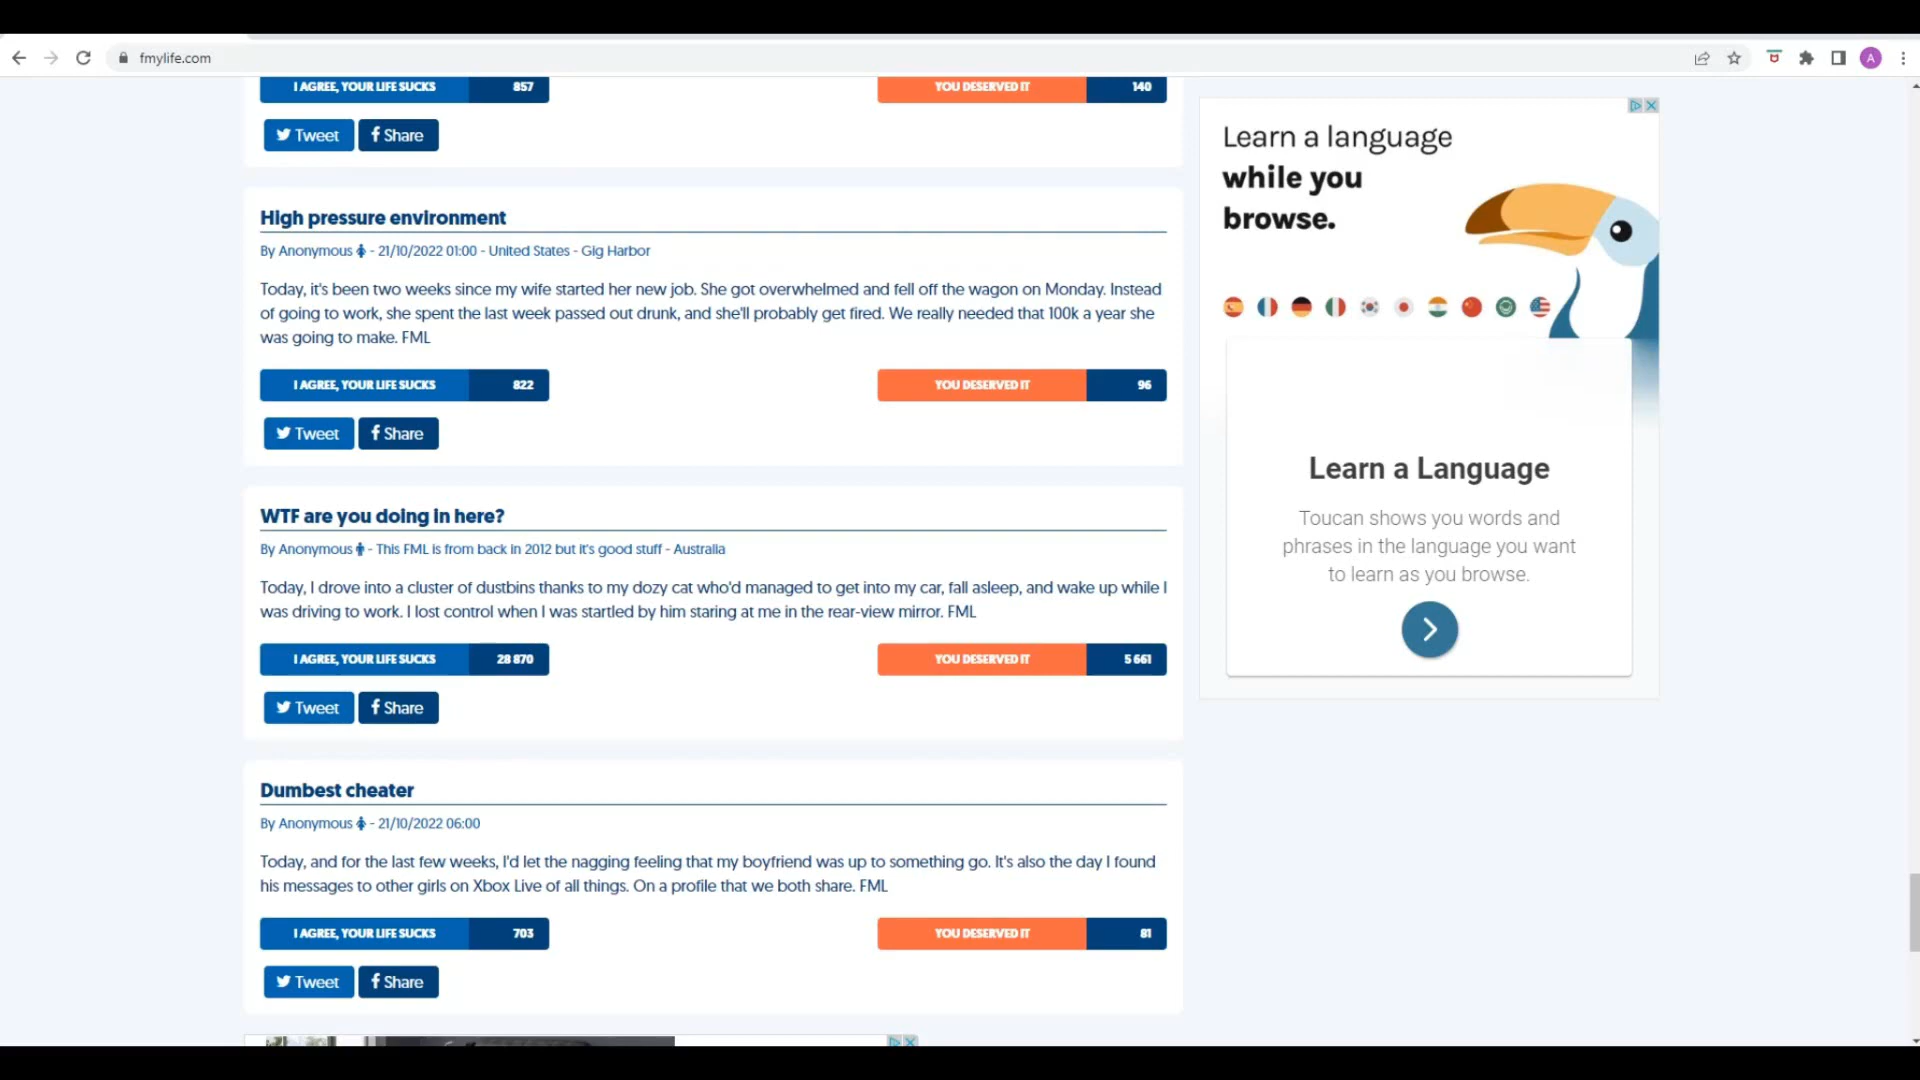 fmylife.com
A
I AGREE, YOUR LIFE SUCKS 857
YOU DESERVED IT 140
Tweet Share
High pressure environment
By Anonymous - 21/10/2022 01:00 - United States - Gig Harbor
Today, it's been two weeks since my wife started her new job. She got overwhelmed and fell off the wagon on Monday. Instead
of going to work, she spent the last week passed out drunk, and she'll probably get fired. We really needed that 100k a year she
was going to make. FML
I AGREE, YOUR LIFE SUCKS 822
YOU DESERVED IT 96
Tweet Share
WTF are you doing in here?
By Anonymous - This FML is from back in 2012 but it's good stuff - Australia
Today, I drove into a cluster of dustbins thanks to my dozy cat who'd managed to get into my car, fall asleep, and wake up while I
was driving to work. I lost control when I was startled by him staring at me in the rear-view mirror. FML
I AGREE, YOUR LIFE SUCKS 28 870
YOU DESERVED IT 5 661
Tweet Share
Dumbest cheater
By Anonymous - 21/10/2022 06:00
Today, and for the last few weeks, I'd let the nagging feeling that my boyfriend was up to something go. It's also the day I found
his messages to other girls on Xbox Live of all things. On a profile that we both share. FML
I AGREE, YOUR LIFE SUCKS 703
YOU DESERVED IT 81
Tweet Share
Learn a language
while you
browse.
Learn a Language
Toucan shows you words and
phrases in the language you want
to learn as you browse.